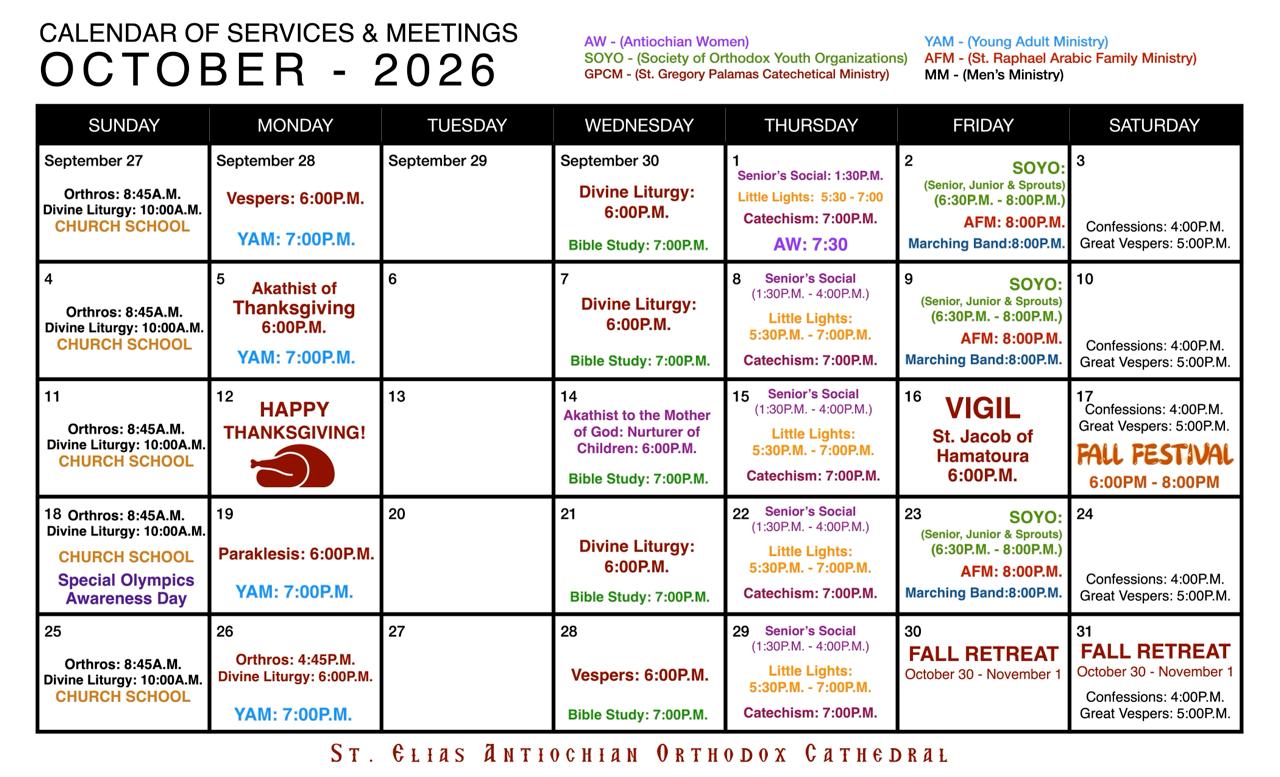 CALENDAR OF SERVICES & MEETINGS
OCTOBER - 2026
AW - (Antiochian Women)
SOYO - (Society of Orthodox Youth Organizations)
GPCM - (St. Gregory Palamas Catechetical Ministry)
YAM - (Young Adult Ministry)
AFM - (St. Raphael Arabic Family Ministry)
MM - (Men's Ministry)
SUNDAY MONDAY TUESDAY WEDNESDAY THURSDAY FRIDAY SATURDAY
September 27
Orthros: 8:45A.M.
Divine Liturgy: 10:00A.M.
CHURCH SCHOOL
September 28
Vespers: 6:00P.M.
YAM: 7:00P.M.
September 29
September 30
Divine Liturgy:
6:00P.M.
Bible Study: 7:00P.M.
1
Senior's Social: 1:30P.M.
Little Lights: 5:30 - 7:00
Catechism: 7:00P.M.
AW: 7:30
2
SOYO:
(Senior, Junior & Sprouts)
(6:30P.M. - 8:00P.M.)
AFM: 8:00P.M.
Marching Band:8:00P.M.
3
Confessions: 4:00P.M.
Great Vespers: 5:00P.M.
4
Orthros: 8:45A.M.
Divine Liturgy: 10:00A.M.
CHURCH SCHOOL
5
Akathist of
Thanksgiving
6:00P.M.
YAM: 7:00P.M.
6
7
Divine Liturgy:
6:00P.M.
Bible Study: 7:00P.M.
8
Senior's Social
(1:30P.M. - 4:00P.M.)
Little Lights:
5:30P.M. - 7:00P.M.
Catechism: 7:00P.M.
9
SOYO:
(Senior, Junior & Sprouts)
(6:30P.M. - 8:00P.M.)
AFM: 8:00P.M.
Marching Band:8:00P.M.
10
Confessions: 4:00P.M.
Great Vespers: 5:00P.M.
11
Orthros: 8:45A.M.
Divine Liturgy: 10:00A.M.
CHURCH SCHOOL
12
HAPPY
THANKSGIVING!
13
14
Akathist to the Mother
of God: Nurturer of
Children: 6:00P.M.
Bible Study: 7:00P.M.
15
Senior's Social
(1:30P.M. - 4:00P.M.)
Little Lights:
5:30P.M. - 7:00P.M.
Catechism: 7:00P.M.
16
VIGIL
St. Jacob of
Hamatoura
6:00P.M.
17
Confessions: 4:00P.M.
Great Vespers: 5:00P.M.
FALL FESTIVAL
6:00PM - 8:00PM
18
Orthros: 8:45A.M.
Divine Liturgy: 10:00A.M.
CHURCH SCHOOL
Special Olympics
Awareness Day
19
Paraklesis: 6:00P.M.
YAM: 7:00P.M.
20
21
Divine Liturgy:
6:00P.M.
Bible Study: 7:00P.M.
22
Senior's Social
(1:30P.M. - 4:00P.M.)
Little Lights:
5:30P.M. - 7:00P.M.
Catechism: 7:00P.M.
23
SOYO:
(Senior, Junior & Sprouts)
(6:30P.M. - 8:00P.M.)
AFM: 8:00P.M.
Marching Band:8:00P.M.
24
Confessions: 4:00P.M.
Great Vespers: 5:00P.M.
25
Orthros: 8:45A.M.
Divine Liturgy: 10:00A.M.
CHURCH SCHOOL
26
Orthros: 4:45P.M.
Divine Liturgy: 6:00P.M.
YAM: 7:00P.M.
27
28
Vespers: 6:00P.M.
Bible Study: 7:00P.M.
29
Senior's Social
(1:30P.M. - 4:00P.M.)
Little Lights:
5:30P.M. - 7:00P.M.
Catechism: 7:00P.M.
30
FALL RETREAT
October 30 - November 1
31
FALL RETREAT
October 30 - November 1
Confessions: 4:00P.M.
Great Vespers: 5:00P.M.
St. Elias Antiochian Orthodox Cathedral